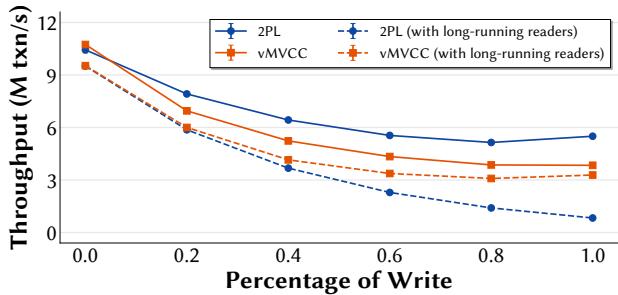 Throughput (M txn/s)
12
9
6
3
0
2PL
2PL (with long-running readers)
vMVCC
vMVCC (with long-running readers)
0.0 0.2 0.4 0.6 0.8 1.0
Percentage of Write